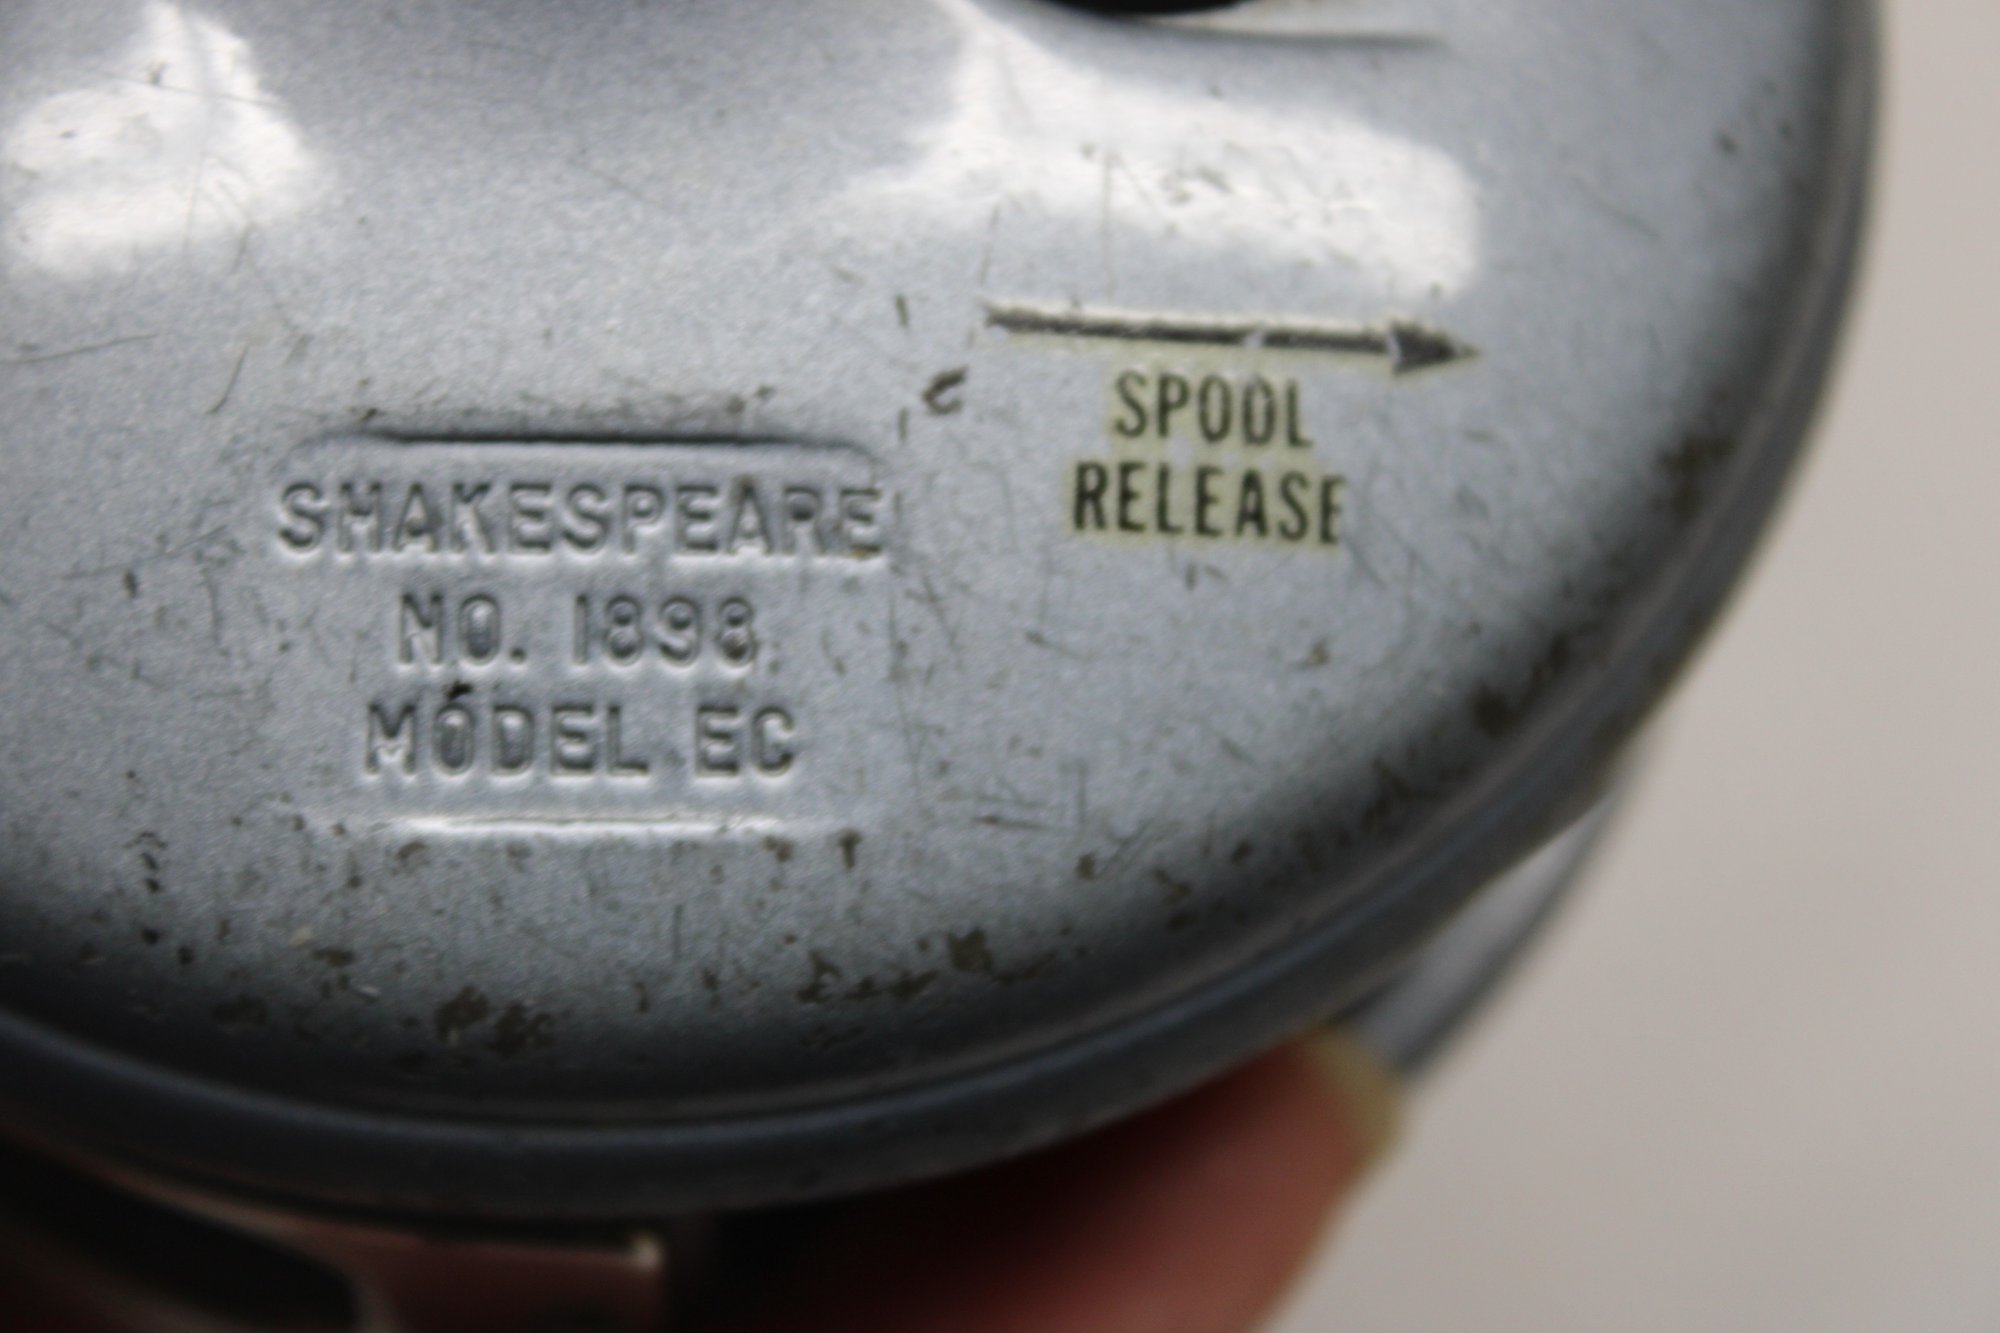 SHAKESPEARE
NO. 1898
MODEL EC
SPOOL
RELEASE